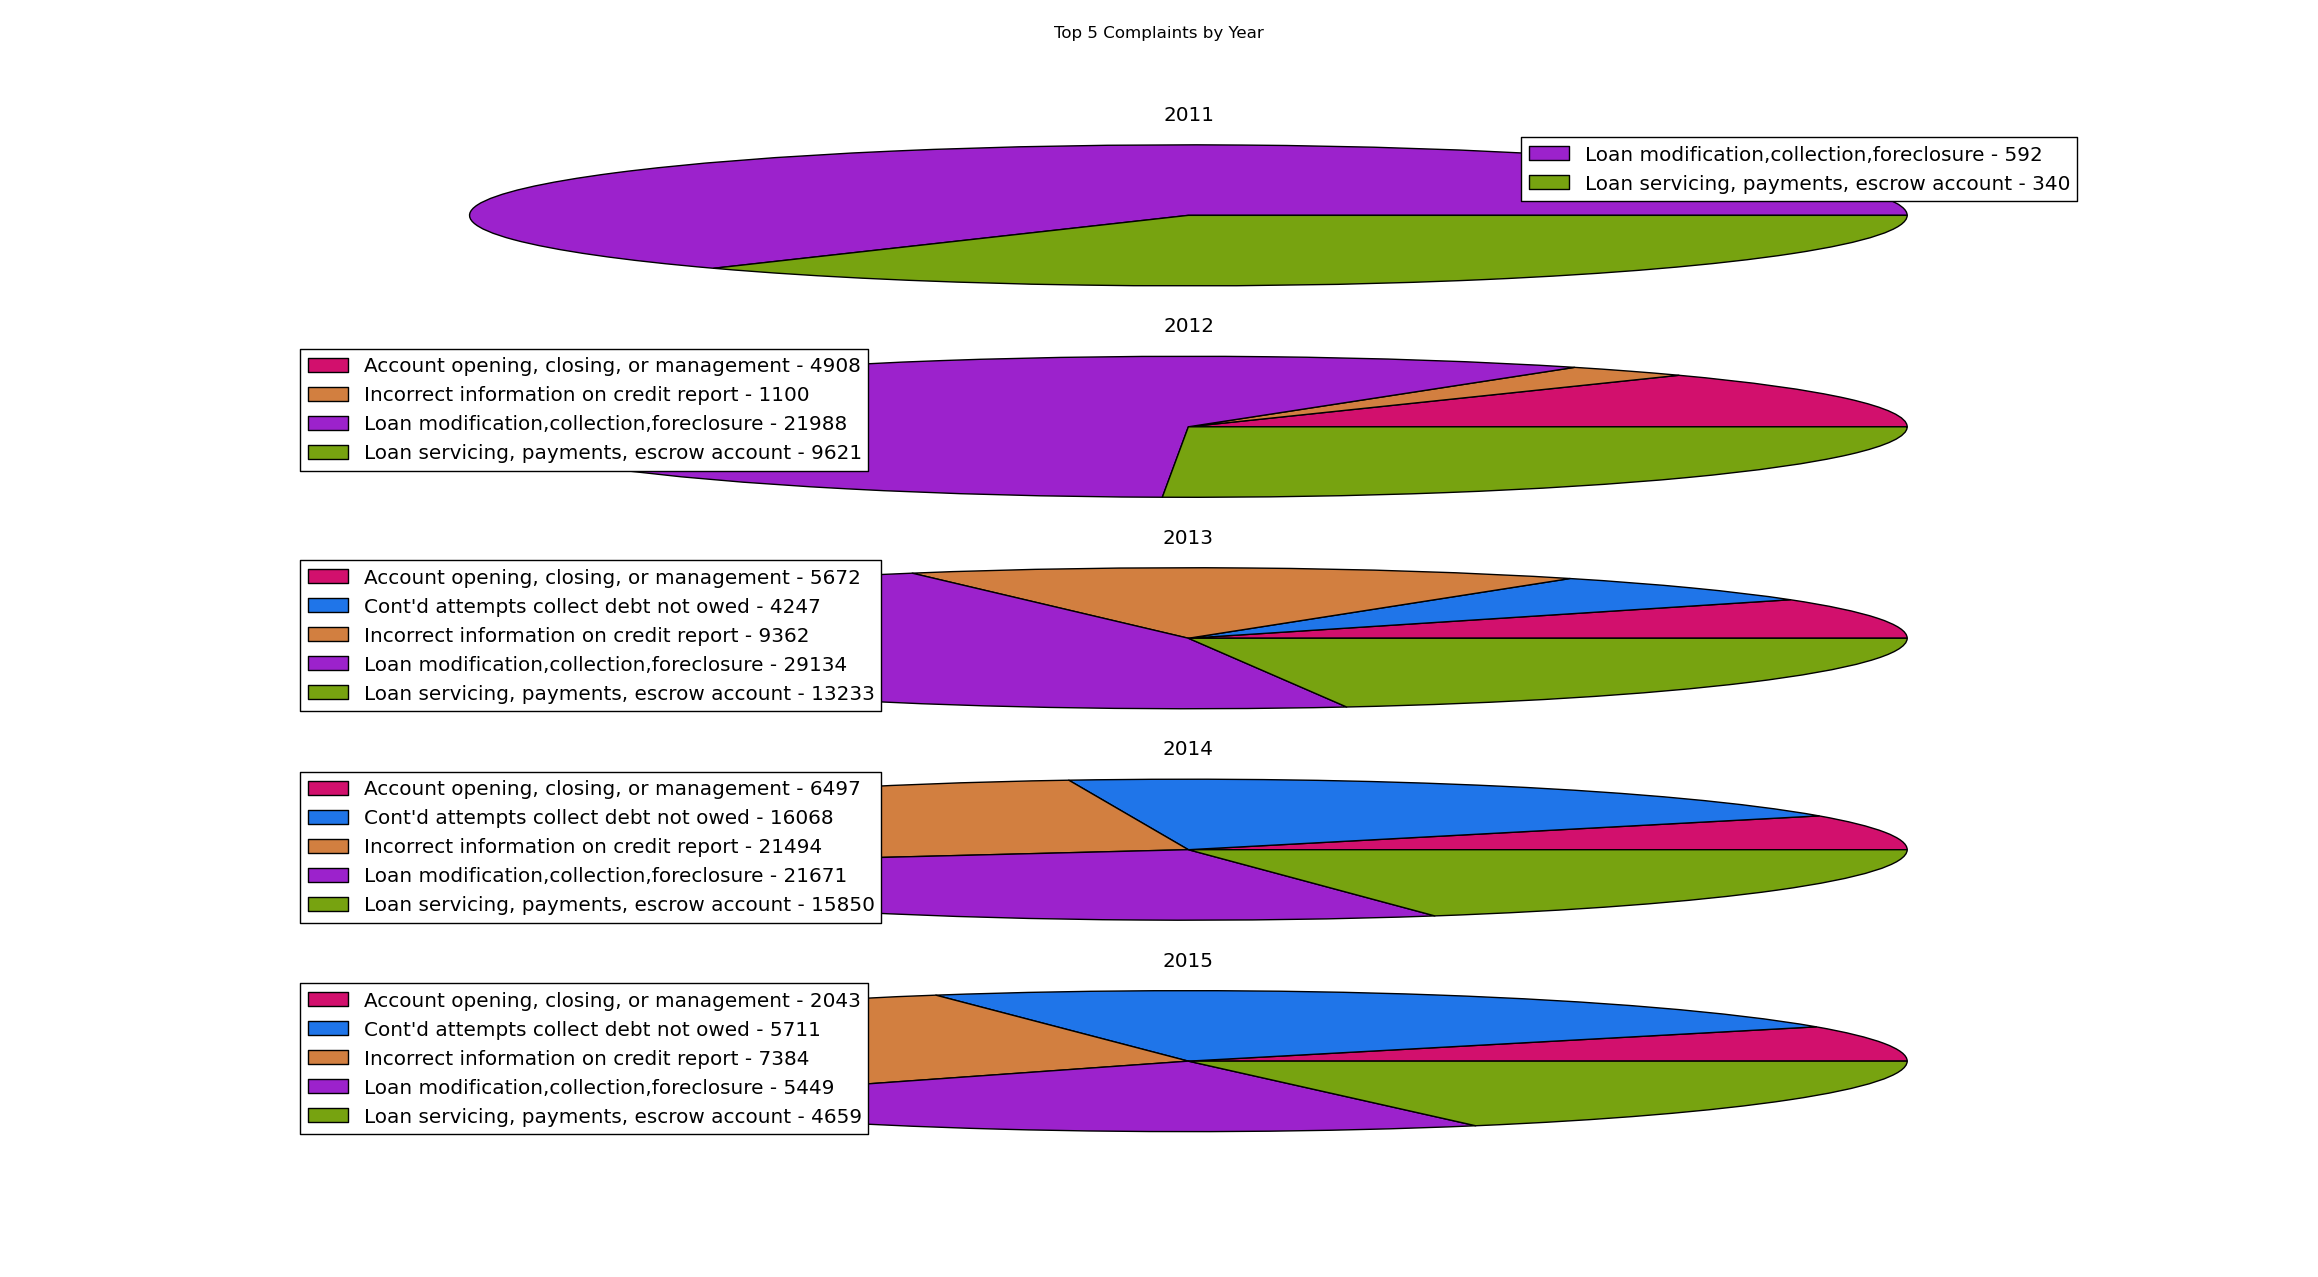 Top 5 Complaints by Year
2011
Loan modification,collection,foreclosure - 592
Loan servicing, payments, escrow account - 340
2012
Account opening, closing, or management - 4908
Incorrect information on credit report - 1100
Loan modification,collection,foreclosure - 21988
Loan servicing, payments, escrow account - 9621
2013
Account opening, closing, or management - 5672
Cont'd attempts collect debt not owed - 4247
Incorrect information on credit report - 9362
Loan modification,collection,foreclosure - 29134
Loan servicing, payments, escrow account - 13233
2014
Account opening, closing, or management - 6497
Cont'd attempts collect debt not owed - 16068
Incorrect information on credit report - 21494
Loan modification,collection,foreclosure - 21671
Loan servicing, payments, escrow account - 15850
2015
Account opening, closing, or management - 2043
Cont'd attempts collect debt not owed - 5711
Incorrect information on credit report - 7384
Loan modification,collection,foreclosure - 5449
Loan servicing, payments, escrow account - 4659